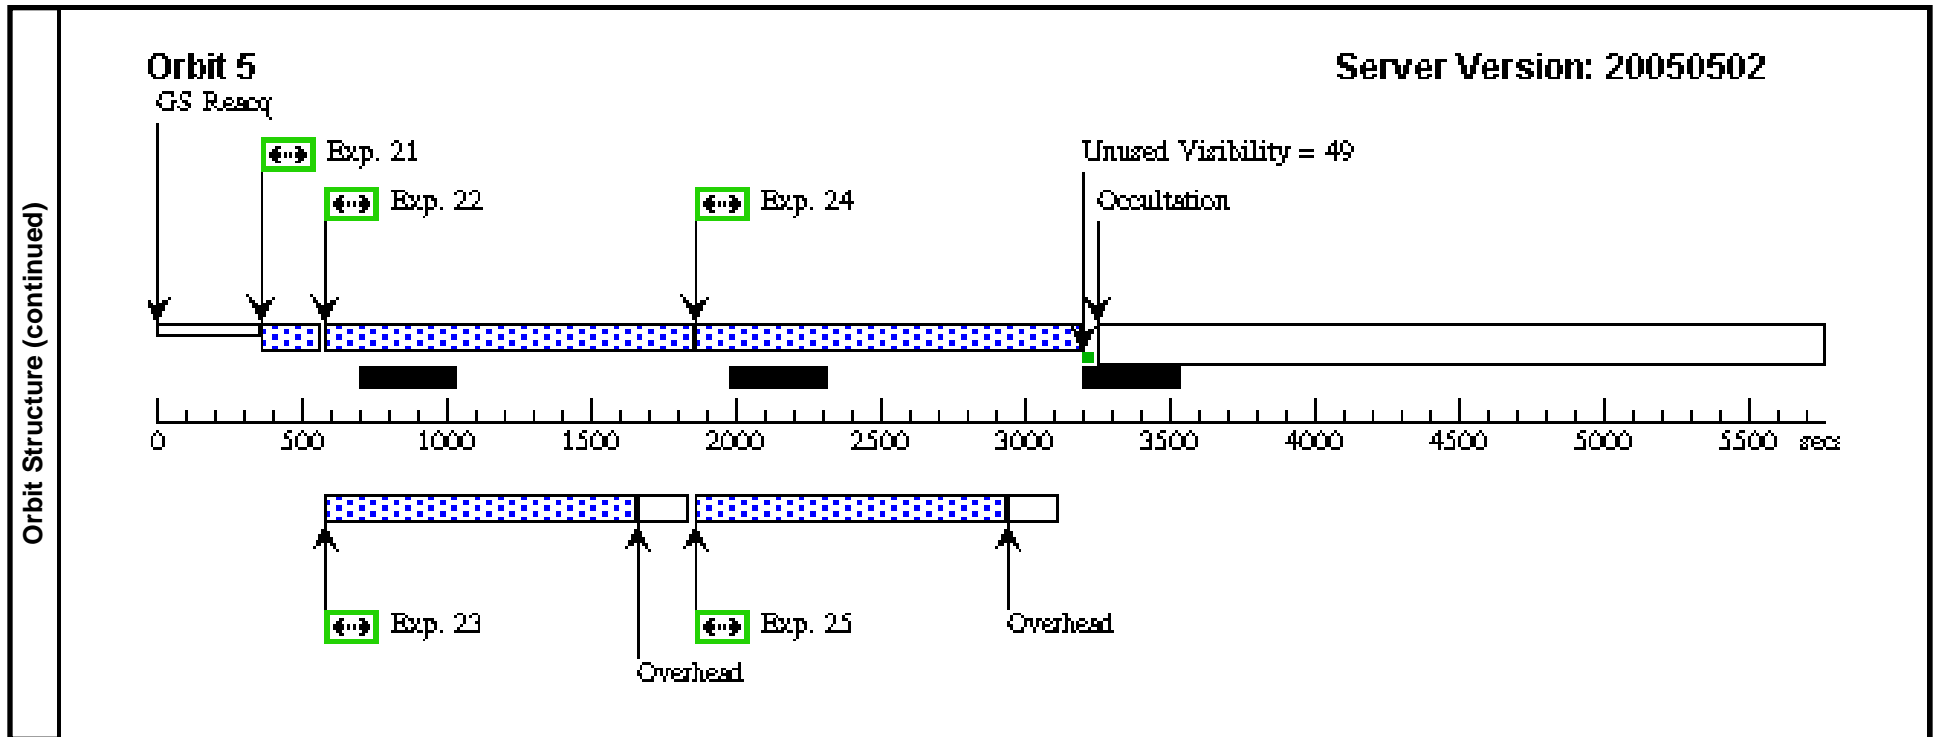 Orbit Structure (continued)
Orbit 5
Server Version: 20050502
GS Reacq
Exp. 21
Unused Visibility = 49
Exp. 22
Exp. 24
Occultation
0 500 1000 1500 2000 2500 3000 3500 4000 4500 5000 5500 secs
Exp. 23
Exp. 25
Overhead
Overhead